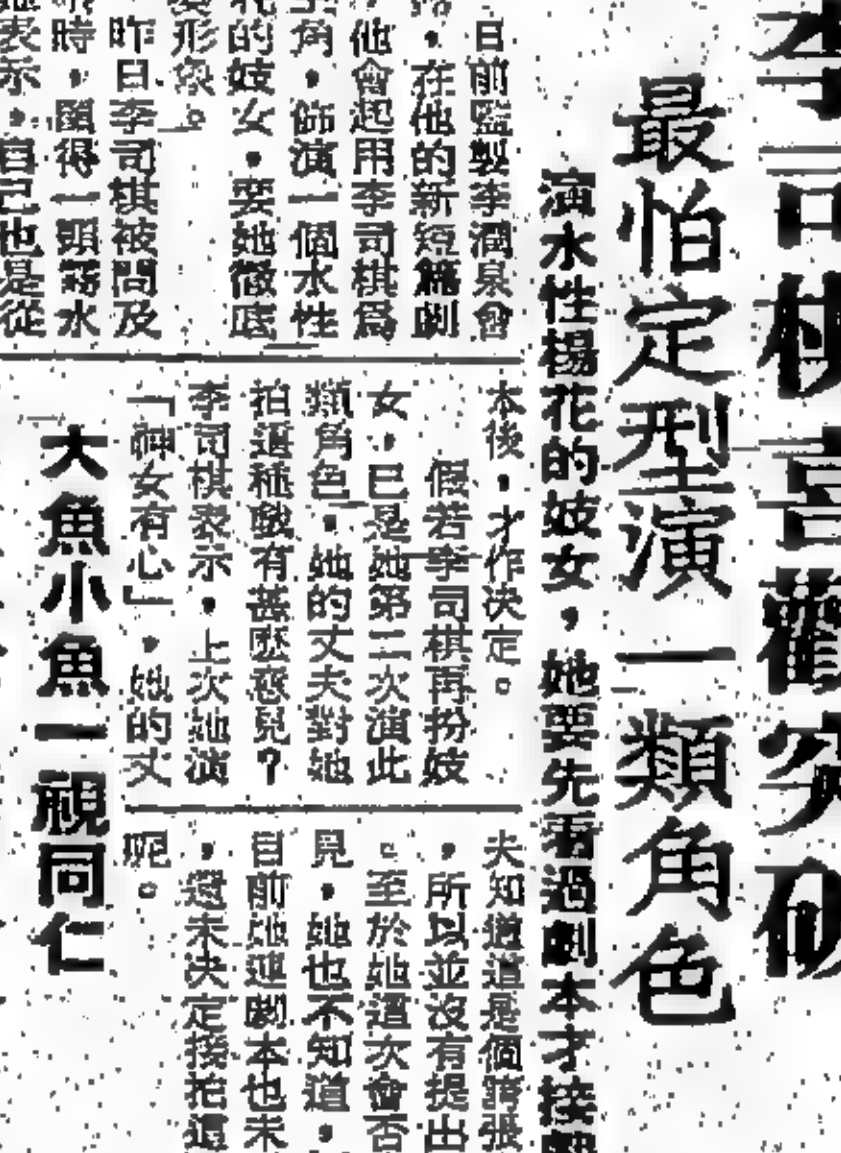 李司棋喜歡突破
最怕定型演一類角色
演水性楊花的妓女，她要先看過劇本才接
日前監製李潤泉會
，在他的新短篇劇
他會起用李司棋為
角，飾演一個水性
花的妓女，要她徹底
形象。
昨日李司棋被問及
時，顯得一頭霧水
表示，自己也是從
本後，才作決定。
假若李司棋再扮妓
女，已是她第二次演此
類角色，她的丈夫對她
拍這種戲有甚麼意見？
李司棋表示，上次她演
「神女有心」，她的丈
夫知道這是個誇張
，所以並沒有提出
。至於她這次會否
見，她也不知道，
目前她連劇本也未
，還未決定接拍這
呢。
大魚小魚一視同仁